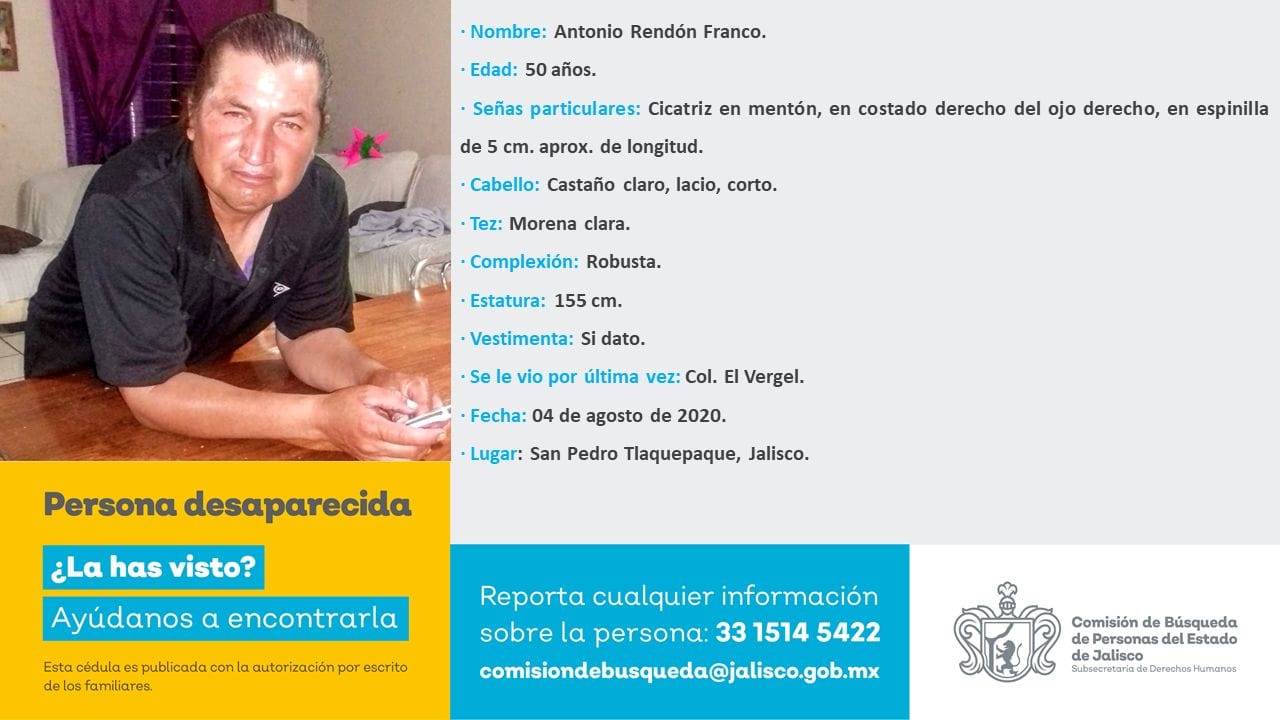 · Nombre: Antonio Rendón Franco.
· Edad: 50 años.
· Señas particulares: Cicatriz en mentón, en costado derecho del ojo derecho, en espinilla
de 5 cm. aprox. de longitud.
· Cabello: Castaño claro, lacio, corto.
· Tez: Morena clara.
· Complexión: Robusta.
· Estatura: 155 cm.
· Vestimenta: Si dato.
· Se le vio por última vez: Col. El Vergel.
· Fecha: 04 de agosto de 2020.
· Lugar: San Pedro Tlaquepaque, Jalisco.
Persona desaparecida
¿La has visto?
Ayúdanos a encontrarla
Esta cédula es publicada con la autorización por escrito
de los familiares.
Reporta cualquier información
sobre la persona: 33 1514 5422
comisiondebusqueda@jalisco.gob.mx
Comisión de Búsqueda
de Personas del Estado
de Jalisco
Subsecretaría de Derechos Humanos